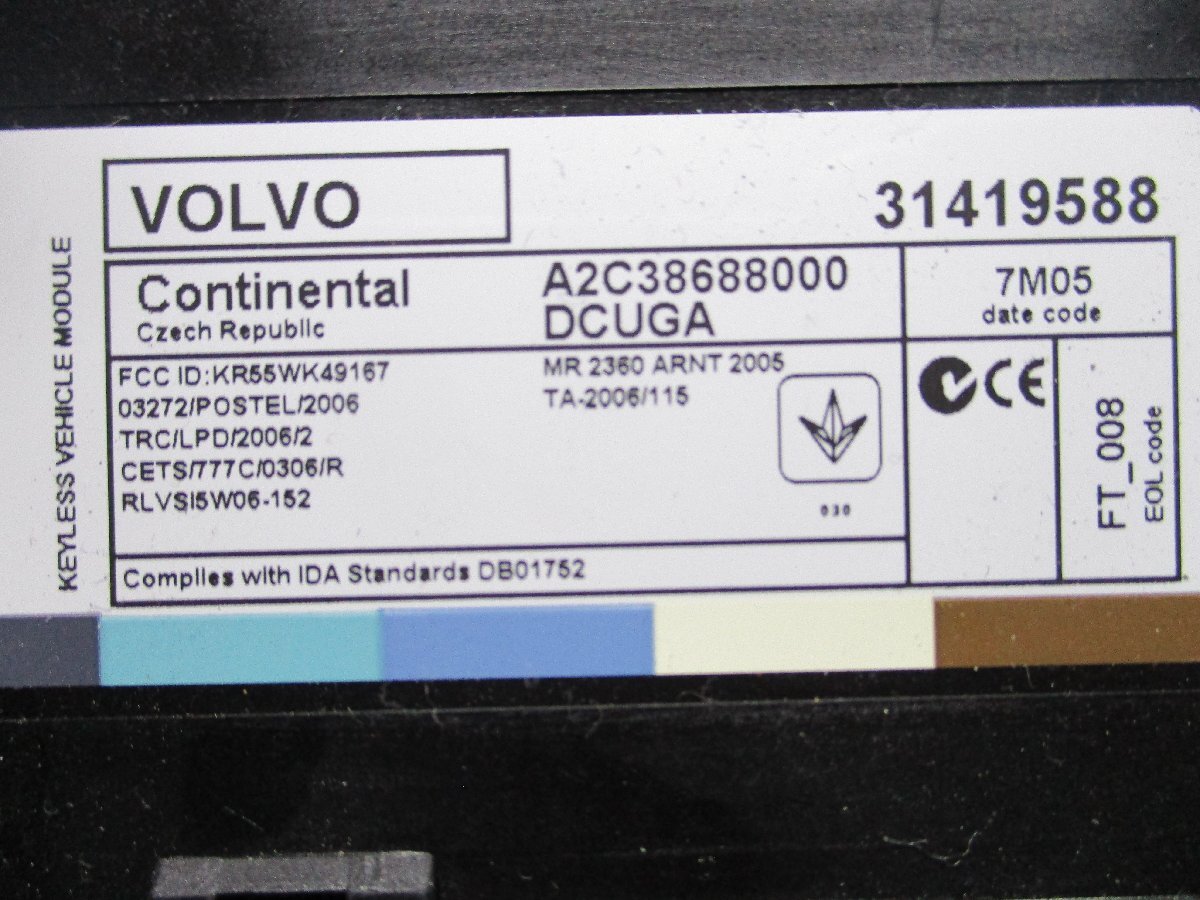 VOLVO
31419588
KEYLESS VEHICLE MODULE
Continental
Czech Republic
A2C38688000
DCUGA
7M05
date code
FCC ID:KR55WK49167
03272/POSTEL/2006
TRC/LPD/2006/2
CETS/777C/0306/R
RLVSI5W06-152
MR 2360 ARNT 2005
TA-2006/115
030
CE
FT_008
EOL code
Complies with IDA Standards DB01752